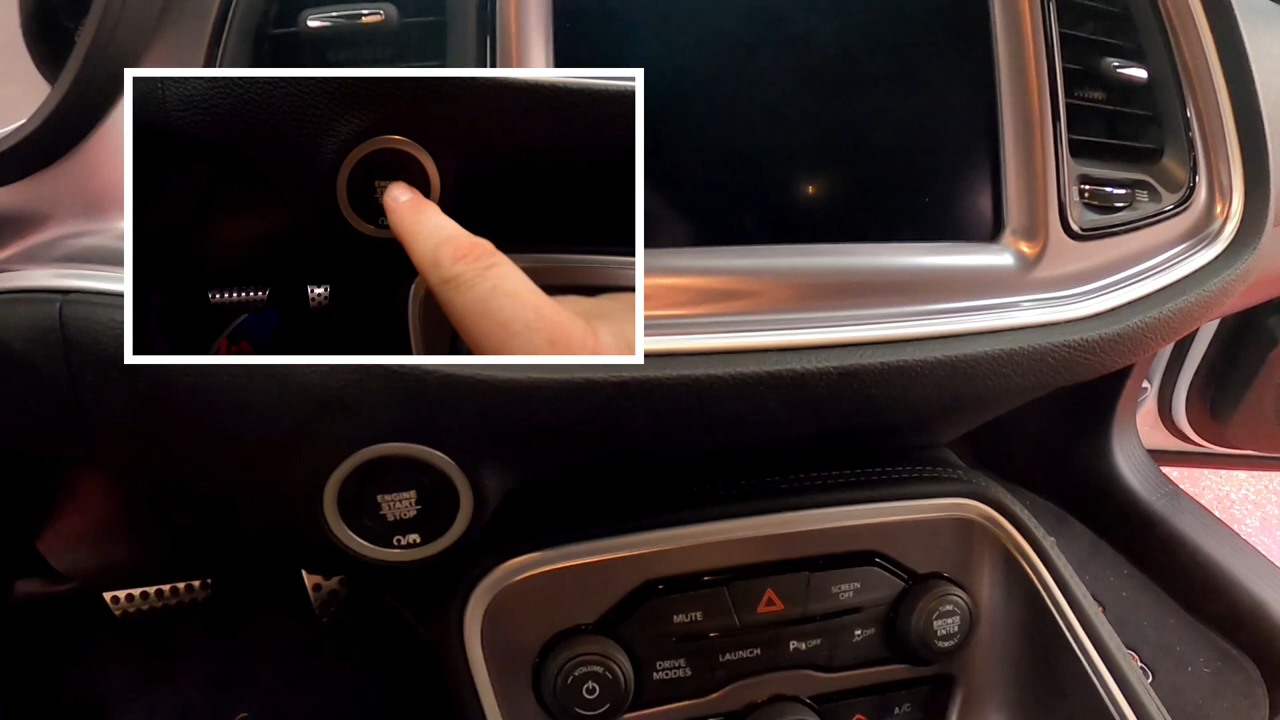 ENGINE
START
STOP
MUTE
SCREEN
OFF
DRIVE
MODES
LAUNCH
P OFF
OFF
TUNE
BROWSE
ENTER
SCROLL
VOLUME
A/C